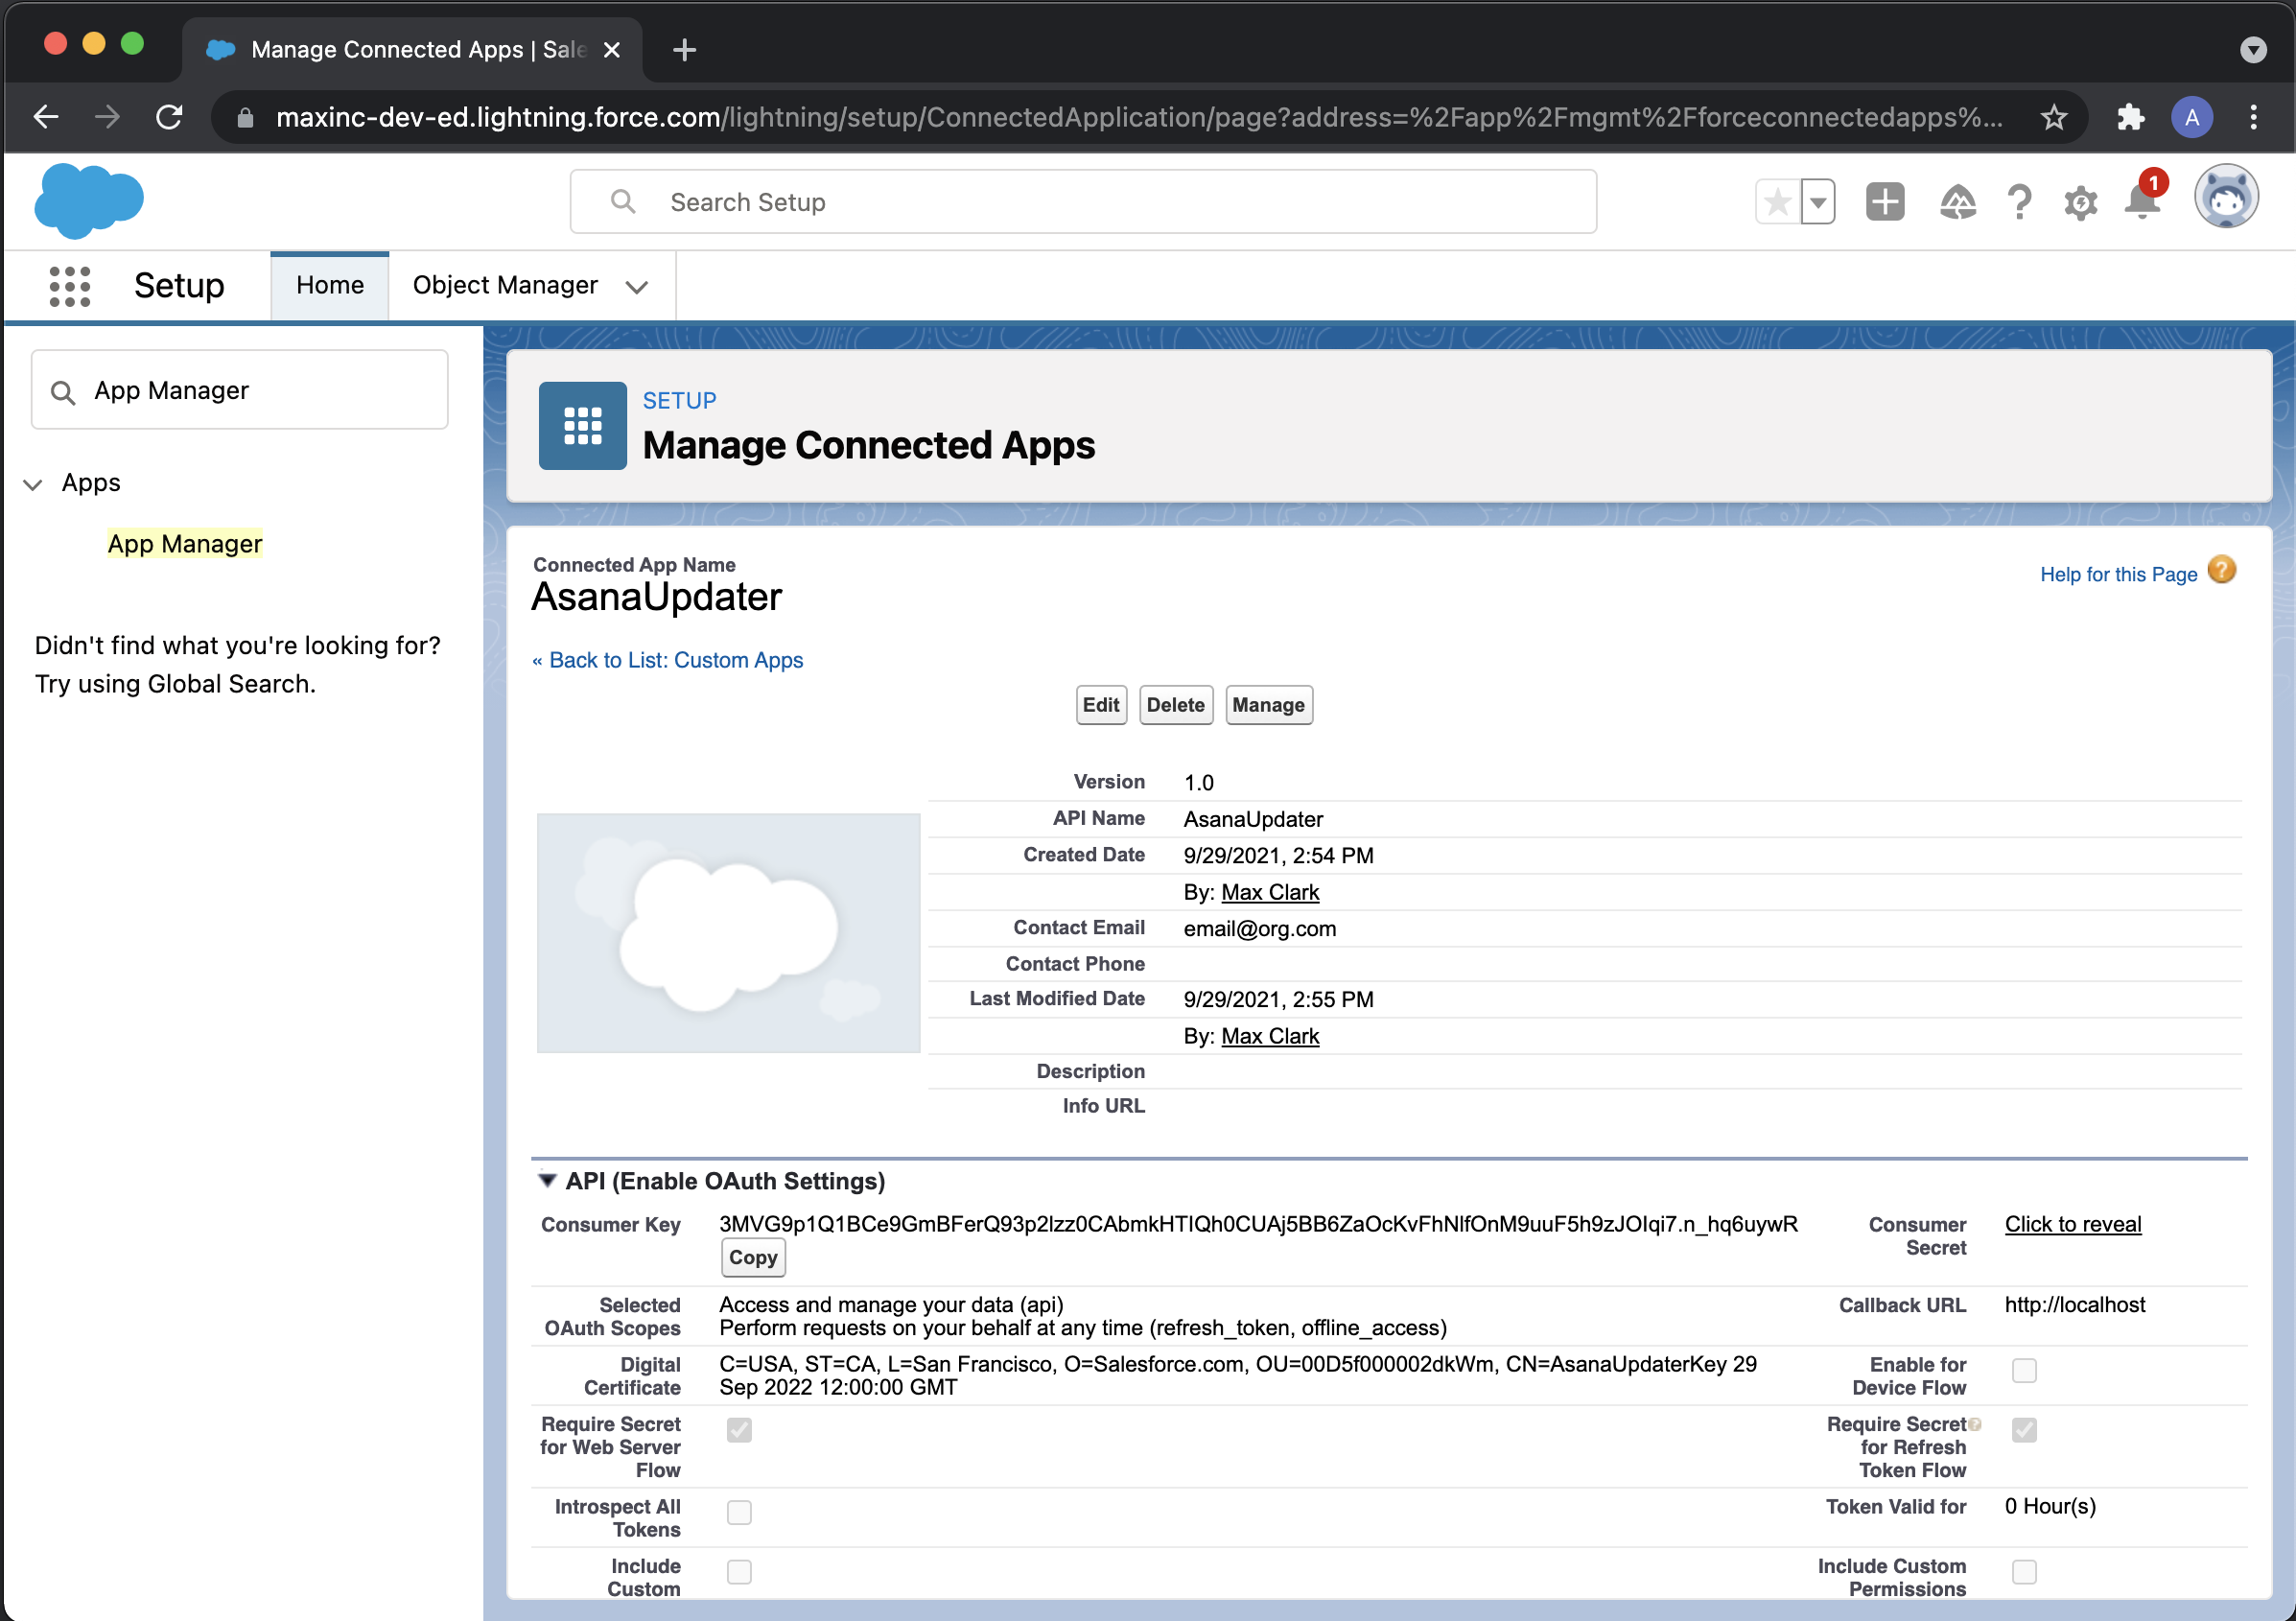 Manage Connected Apps | Sale
maxinc-dev-ed.lightning.force.com/lightning/setup/ConnectedApplication/page?address=%2Fapp%2Fmgmt%2Fforceconnectedapps%...
A
Search Setup
1
Setup
Home
Object Manager
App Manager
Apps
App Manager
Didn't find what you're looking for?
Try using Global Search.
SETUP
Manage Connected Apps
Connected App Name
AsanaUpdater
Help for this Page
« Back to List: Custom Apps
Edit Delete Manage
Version 1.0
API Name AsanaUpdater
Created Date 9/29/2021, 2:54 PM
By: Max Clark
Contact Email email@org.com
Contact Phone
Last Modified Date 9/29/2021, 2:55 PM
By: Max Clark
Description
Info URL
API (Enable OAuth Settings)
Consumer Key 3MVG9p1Q1BCe9GmBFerQ93p2lzz0CAbmkHTIQh0CUAj5BB6ZaOcKvFhNlfOnM9uuF5h9zJOIqi7.n_hq6uywR
Copy
Consumer
Secret
Click to reveal
Selected
OAuth Scopes
Access and manage your data (api)
Perform requests on your behalf at any time (refresh_token, offline_access)
Callback URL http://localhost
Digital
Certificate
C=USA, ST=CA, L=San Francisco, O=Salesforce.com, OU=00D5f000002dkWm, CN=AsanaUpdaterKey 29
Sep 2022 12:00:00 GMT
Enable for
Device Flow
Require Secret
for Web Server
Flow
Require Secret
for Refresh
Token Flow
Introspect All
Tokens
Token Valid for 0 Hour(s)
Include
Custom
Include Custom
Permissions